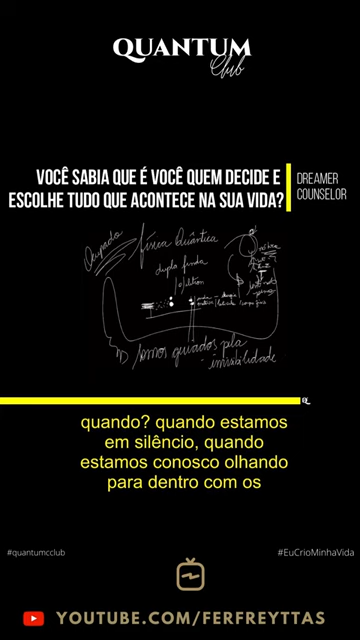 QUANTUM
Club
VOCÊ SABIA QUE É VOCÊ QUEM DECIDE E
ESCOLHE TUDO QUE ACONTECE NA SUA VIDA?
DREAMER
COUNSELOR
física Quântica
dupla fenda
elétron
Somos guiados pela
invisibilidade
quando? quando estamos
em silêncio, quando
estamos conosco olhando
para dentro com os
#quantumcclub
#EuCrioMinhaVida
YOUTUBE.COM/FERFREYTTAS